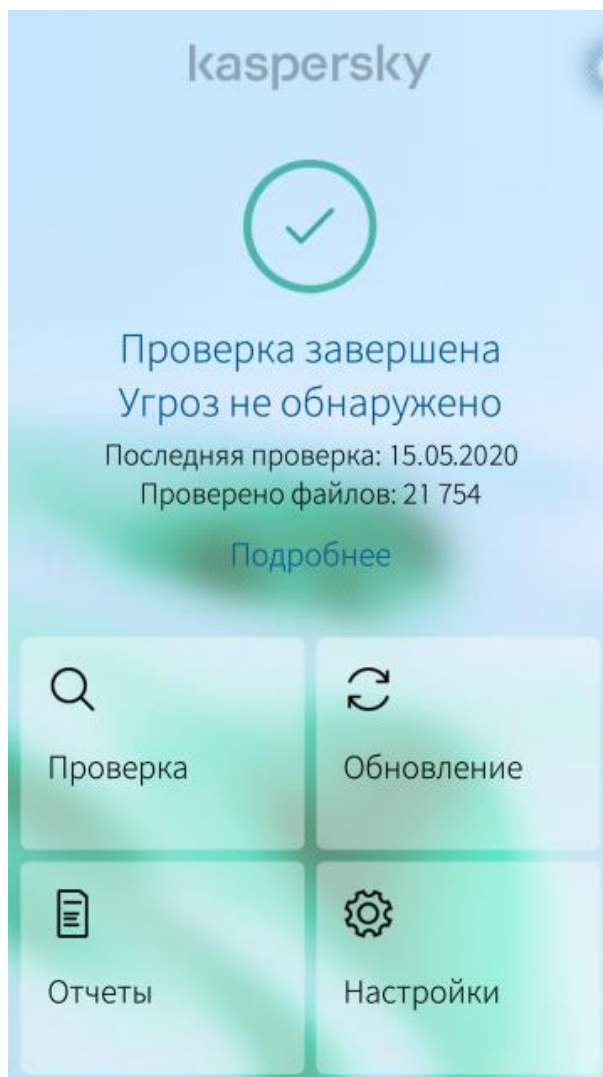 kaspersky
Проверка завершена
Угроз не обнаружено
Последняя проверка: 15.05.2020
Проверено файлов: 21 754
Подробнее
Проверка
Обновление
Отчеты
Настройки